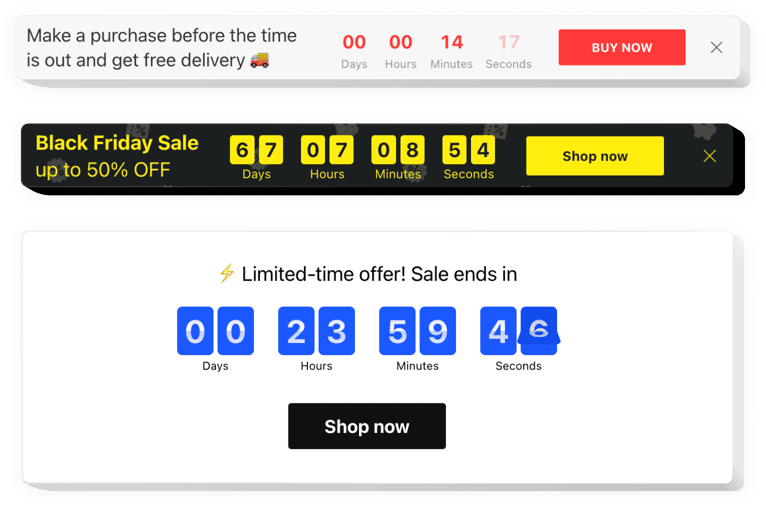 Make a purchase before the time
is out and get free delivery 🚚
00 00 14 17
Days Hours Minutes Seconds
BUY NOW
Black Friday Sale
up to 50% OFF
67 07 08 54
Days Hours Minutes Seconds
Shop now
⚡ Limited-time offer! Sale ends in
00 23 59 46
Days Hours Minutes Seconds
Shop now